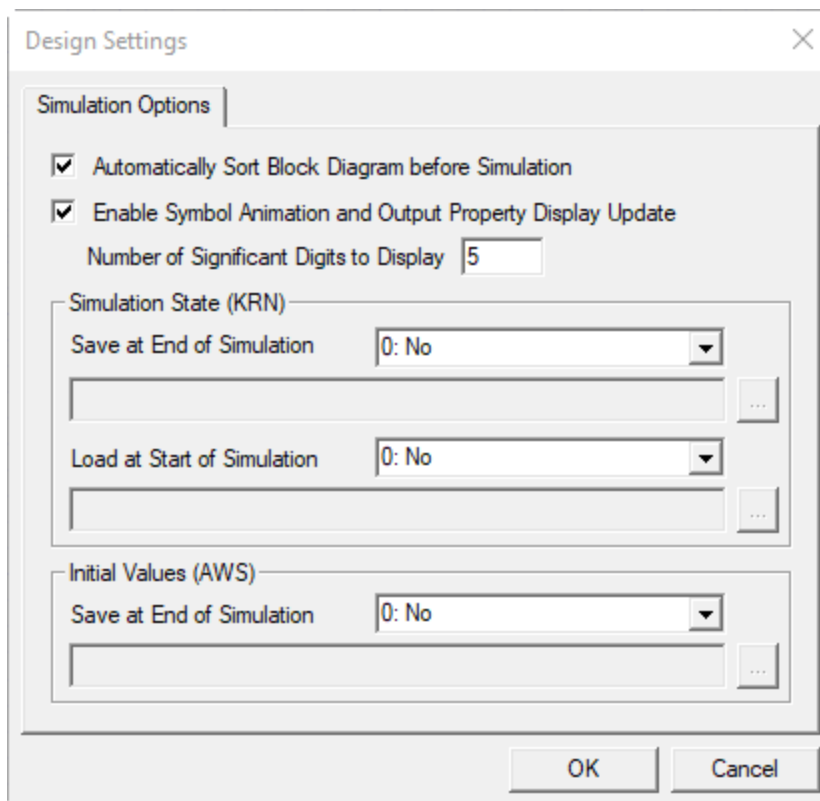 Design Settings
Simulation Options
Automatically Sort Block Diagram before Simulation
Enable Symbol Animation and Output Property Display Update
Number of Significant Digits to Display 5
Simulation State (KRN)
Save at End of Simulation 0: No
...
Load at Start of Simulation 0: No
...
Initial Values (AWS)
Save at End of Simulation 0: No
...
OK Cancel